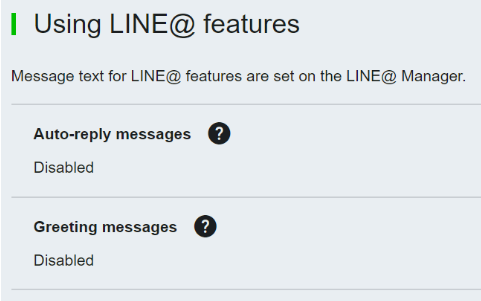 Using LINE@ features
Message text for LINE@ features are set on the LINE@ Manager.
Auto-reply messages ?
Disabled
Greeting messages ?
Disabled